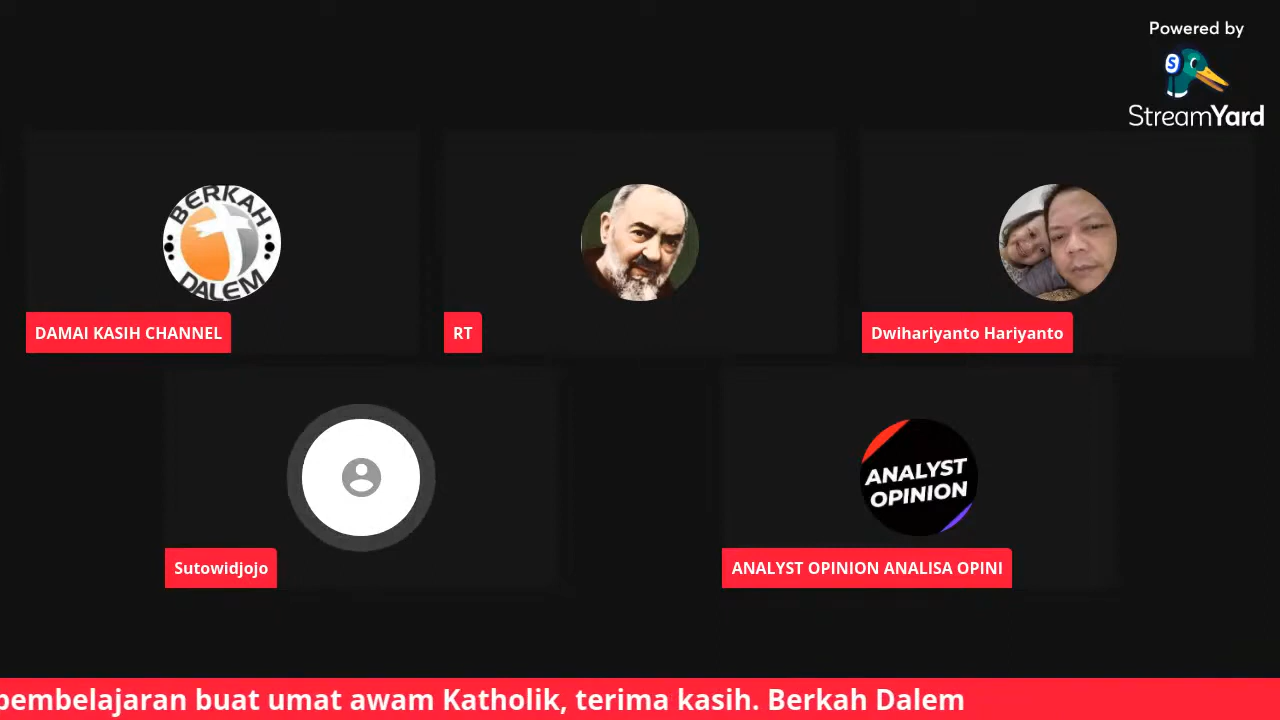 Powered by
S
StreamYard
BERKAH
DALEM
DAMAI KASIH CHANNEL
RT
Dwihariyanto Hariyanto
Sutowidjojo
ANALYST
OPINION
ANALYST OPINION ANALISA OPINI
pembelajaran buat umat awam Katholik, terima kasih. Berkah Dalem